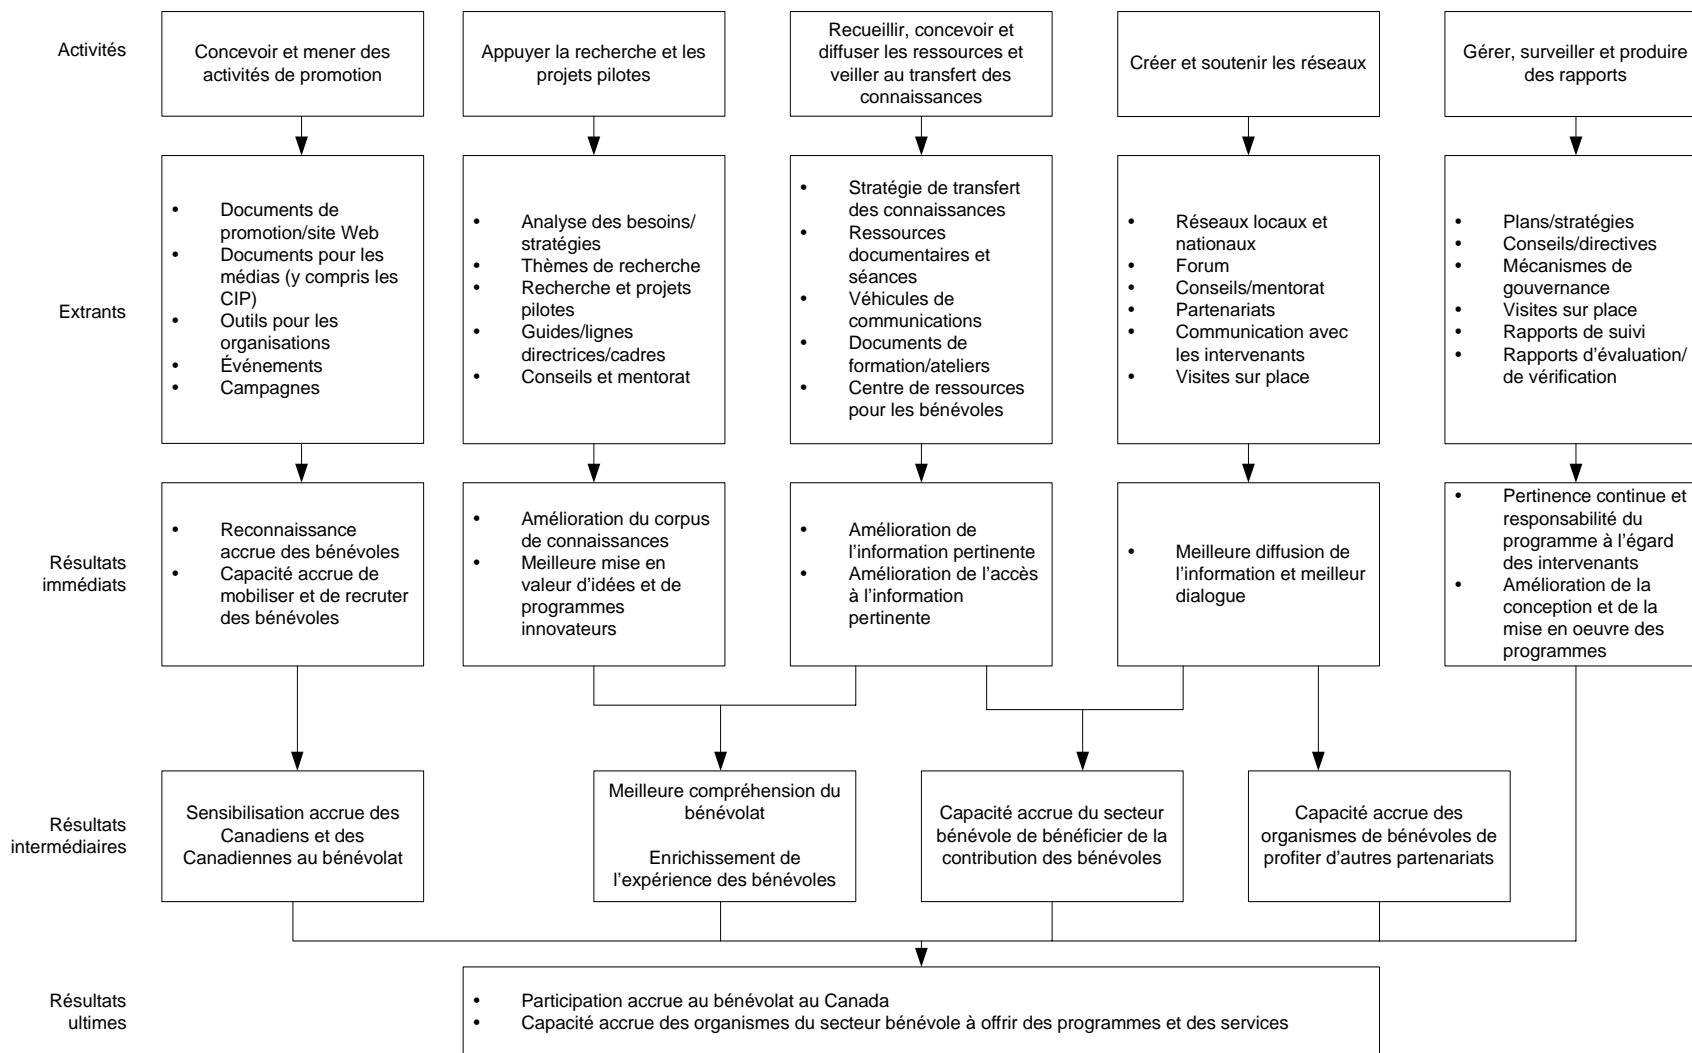 Activités
Concevoir et mener des
activités de promotion
Appuyer la recherche et les
projets pilotes
Recueillir, concevoir et
diffuser les ressources et
veiller au transfert des
connaissances
Créer et soutenir les réseaux
Gérer, surveiller et produire
des rapports
Extrants
• Documents de
promotion/site Web
• Documents pour les
médias (y compris les
CIP)
• Outils pour les
organisations
• Événements
• Campagnes
• Analyse des besoins/
stratégies
• Thèmes de recherche
• Recherche et projets
pilotes
• Guides/lignes
directrices/cadres
• Conseils et mentorat
• Stratégie de transfert
des connaissances
• Ressources
documentaires et
séances
• Véhicules de
communications
• Documents de
formation/ateliers
• Centre de ressources
pour les bénévoles
• Réseaux locaux et
nationaux
• Forum
• Conseils/mentorat
• Partenariats
• Communication avec
les intervenants
• Visites sur place
• Plans/stratégies
• Conseils/directives
• Mécanismes de
gouvernance
• Visites sur place
• Rapports de suivi
• Rapports d’évaluation/
de vérification
Résultats
immédiats
• Reconnaissance
accrue des bénévoles
• Capacité accrue de
mobiliser et de recruter
des bénévoles
• Amélioration du corpus
de connaissances
• Meilleure mise en
valeur d’idées et de
programmes
innovateurs
• Amélioration de
l’information pertinente
• Amélioration de l’accès
à l’information
pertinente
• Meilleure diffusion de
l’information et meilleur
dialogue
• Pertinence continue et
responsabilité du
programme à l’égard
des intervenants
• Amélioration de la
conception et de la
mise en oeuvre des
programmes
Résultats
intermédiaires
Sensibilisation accrue des
Canadiens et des
Canadiennes au bénévolat
Meilleure compréhension du
bénévolat
Enrichissement de
l’expérience des bénévoles
Capacité accrue du secteur
bénévole de bénéficier de la
contribution des bénévoles
Capacité accrue des
organismes de bénévoles de
profiter d’autres partenariats
Résultats
ultimes
• Participation accrue au bénévolat au Canada
• Capacité accrue des organismes du secteur bénévole à offrir des programmes et des services